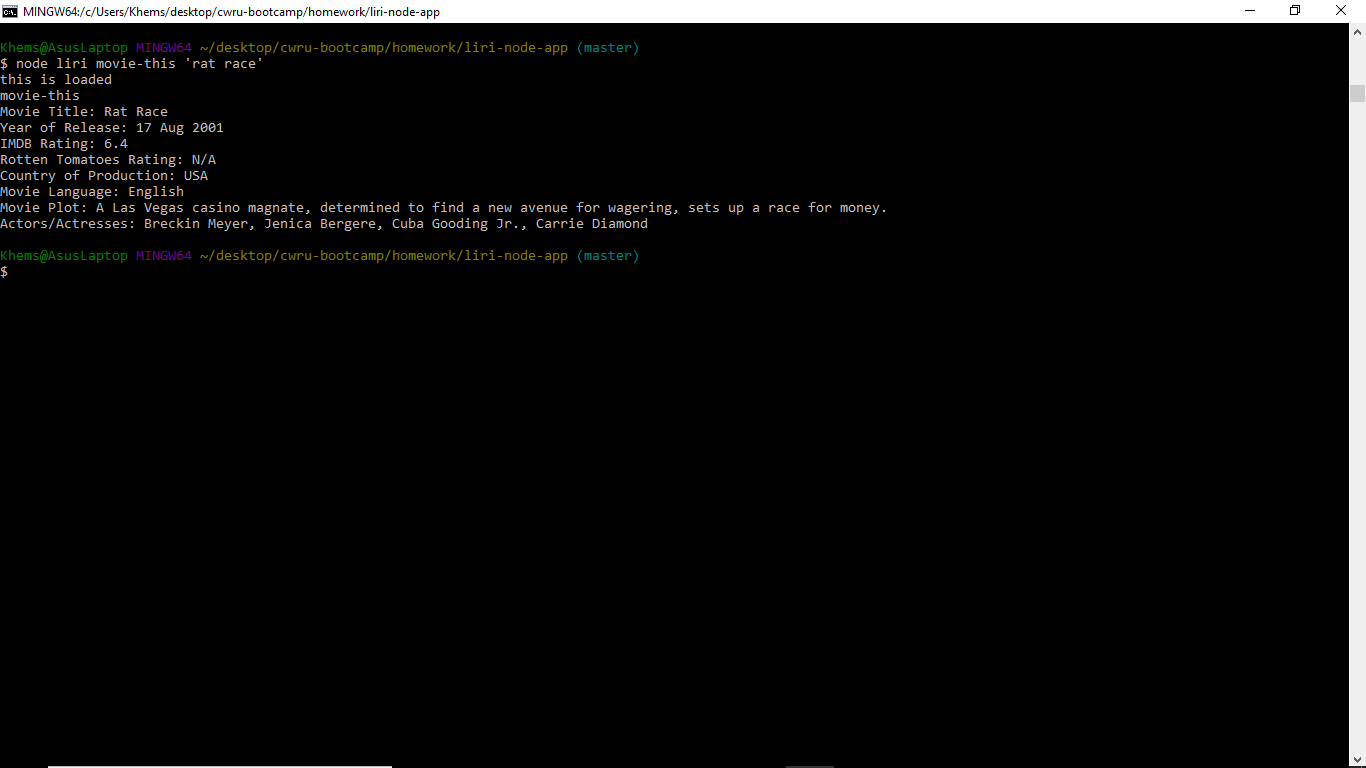 MINGW64:/c/Users/Khems/desktop/cwru-bootcamp/homework/liri-node-app
Khems@AsusLaptop MINGW64 ~/desktop/cwru-bootcamp/homework/liri-node-app (master)
$ node liri movie-this 'rat race'
this is loaded
movie-this
Movie Title: Rat Race
Year of Release: 17 Aug 2001
IMDB Rating: 6.4
Rotten Tomatoes Rating: N/A
Country of Production: USA
Movie Language: English
Movie Plot: A Las Vegas casino magnate, determined to find a new avenue for wagering, sets up a race for money.
Actors/Actresses: Breckin Meyer, Jenica Bergere, Cuba Gooding Jr., Carrie Diamond
Khems@AsusLaptop MINGW64 ~/desktop/cwru-bootcamp/homework/liri-node-app (master)
$